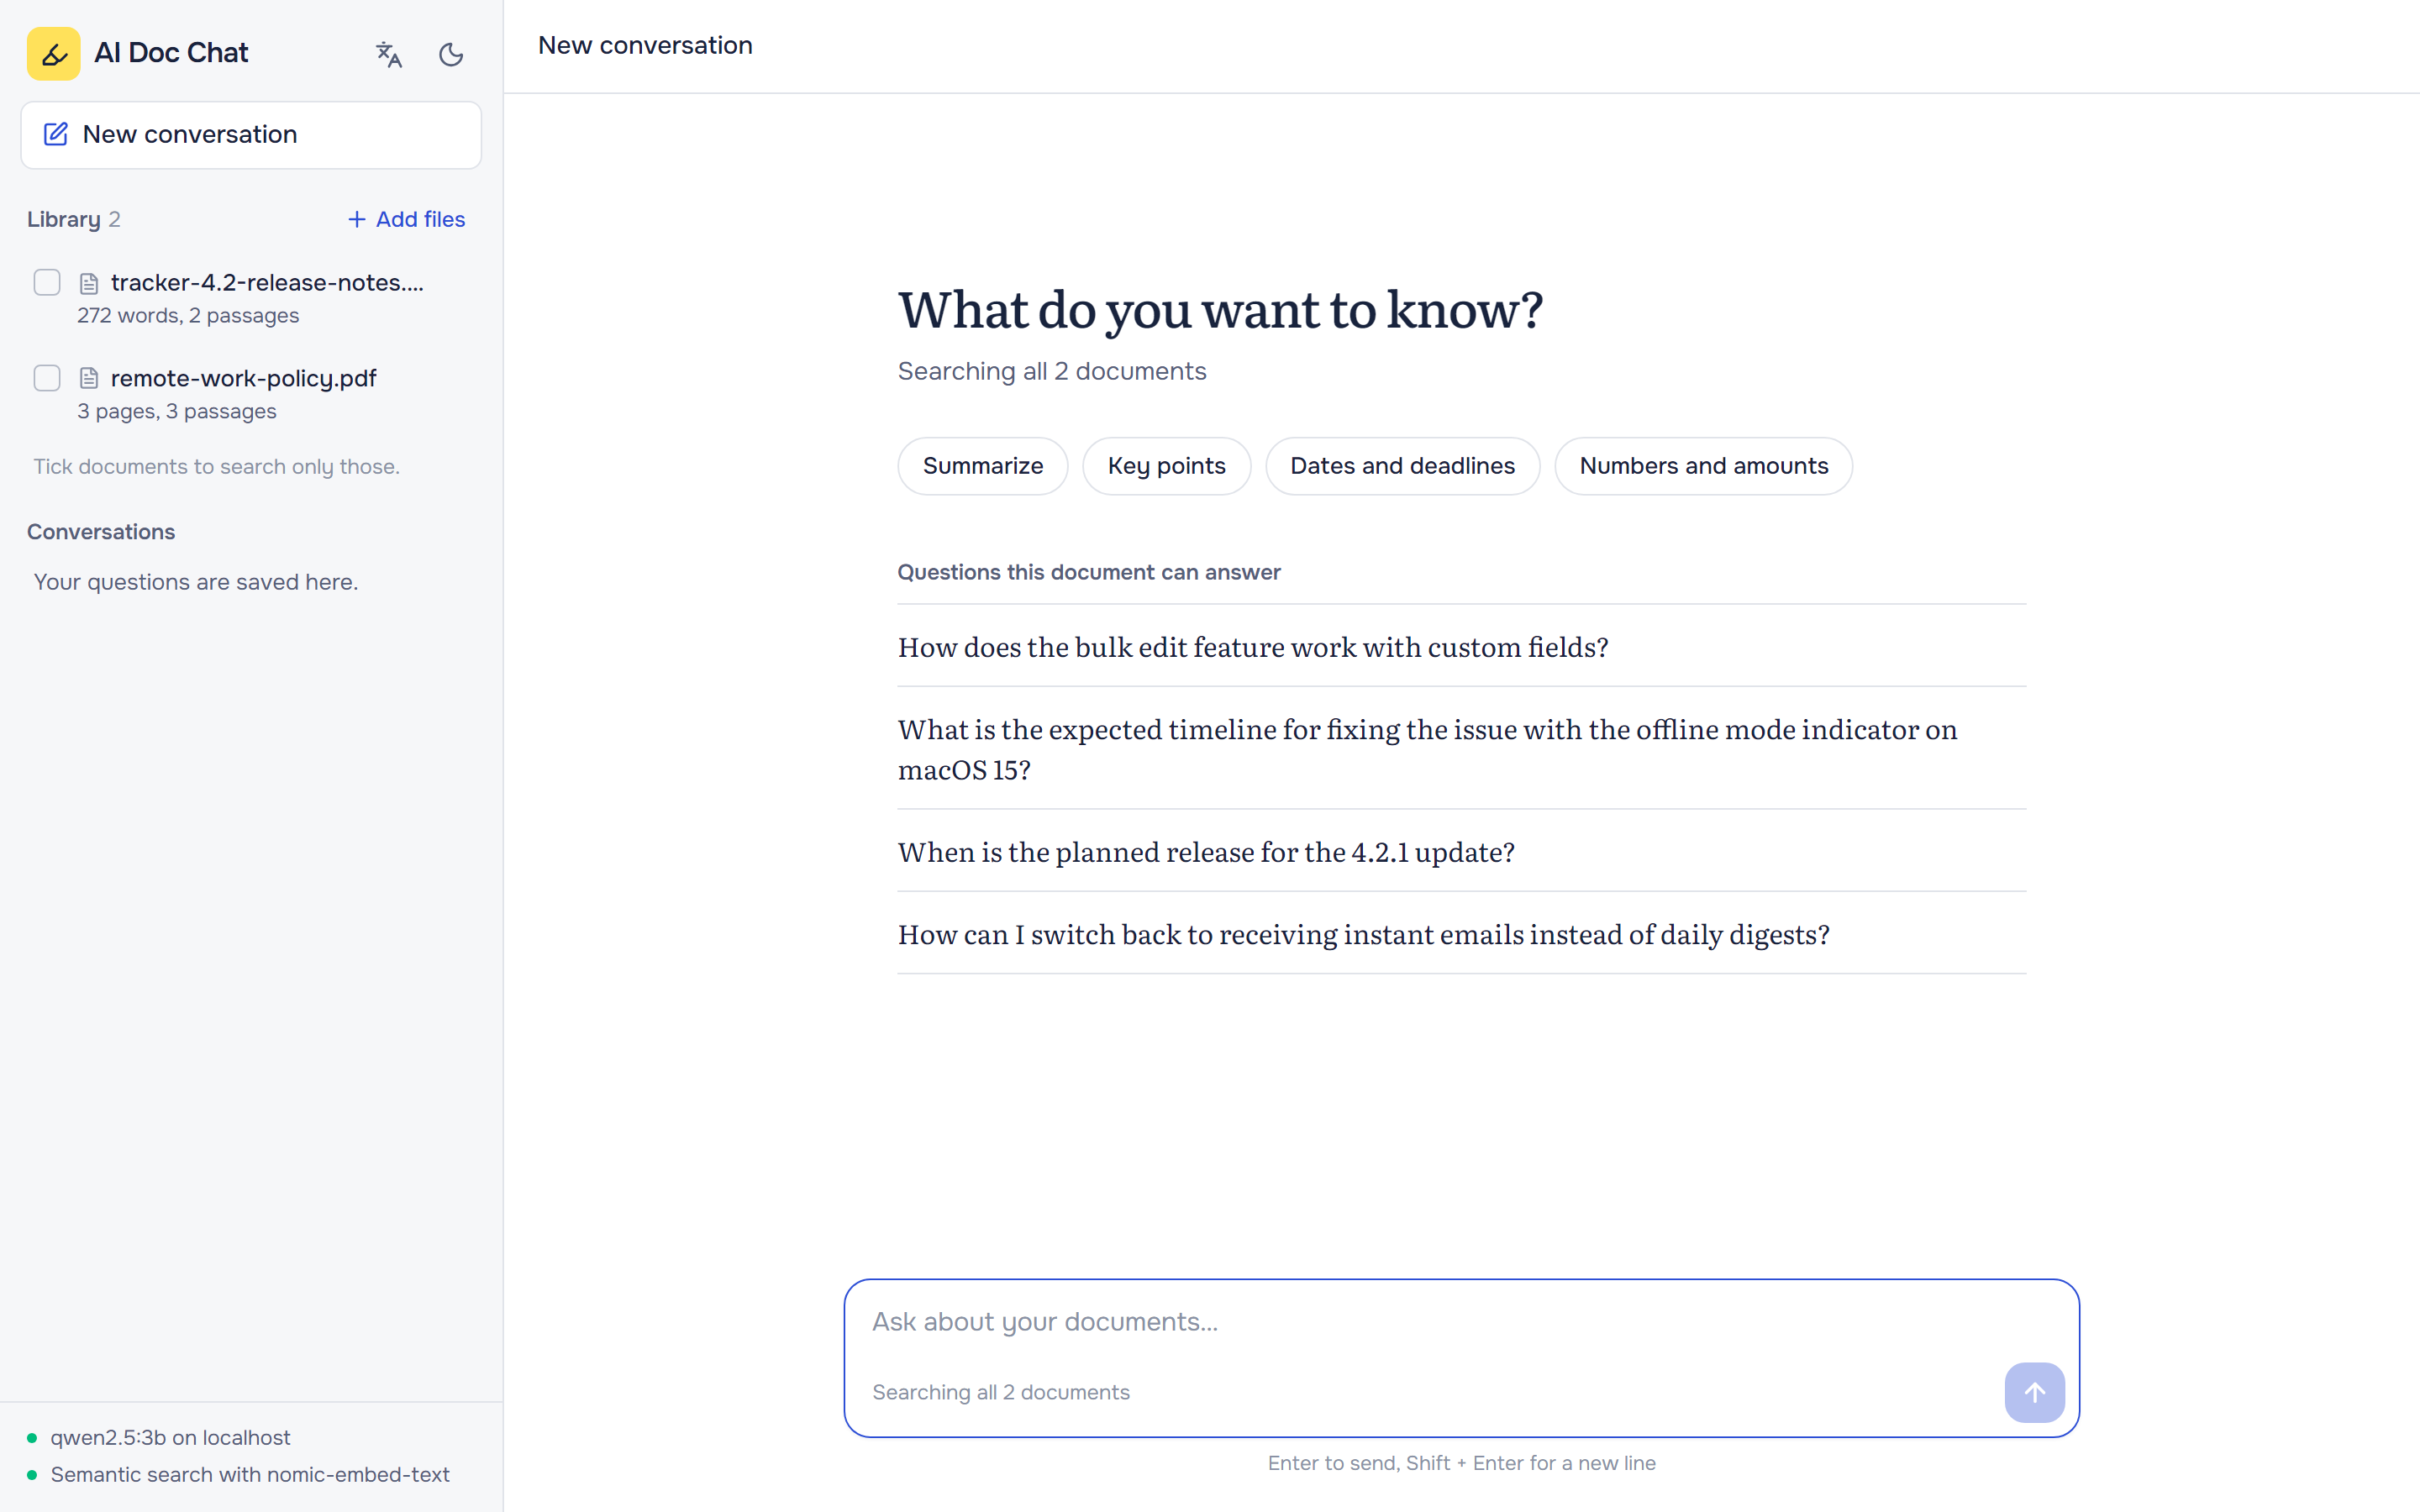 AI Doc Chat
New conversation
Library 2
Add files
tracker-4.2-release-notes....
272 words, 2 passages
remote-work-policy.pdf
3 pages, 3 passages
Tick documents to search only those.
Conversations
Your questions are saved here.
qwen2.5:3b on localhost
Semantic search with nomic-embed-text
New conversation
What do you want to know?
Searching all 2 documents
Summarize
Key points
Dates and deadlines
Numbers and amounts
Questions this document can answer
How does the bulk edit feature work with custom fields?
What is the expected timeline for fixing the issue with the offline mode indicator on
macOS 15?
When is the planned release for the 4.2.1 update?
How can I switch back to receiving instant emails instead of daily digests?
Ask about your documents...
Searching all 2 documents
Enter to send, Shift + Enter for a new line